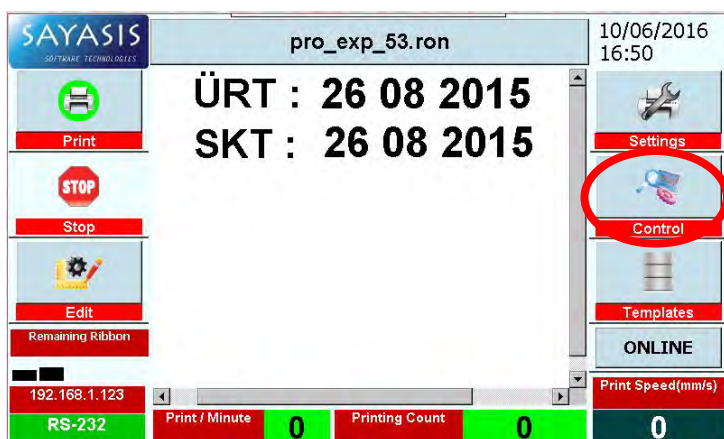 SAYASIS
SOFTWARE TECHNOLOGIES
pro_exp_53.ron
10/06/2016
16:50
ÜRT : 26 08 2015
SKT : 26 08 2015
Print
STOP
Stop
Edit
Remaining Ribbon
192.168.1.123
RS-232
Settings
Control
Templates
ONLINE
Print / Minute 0
Printing Count 0
Print Speed(mm/s)
0